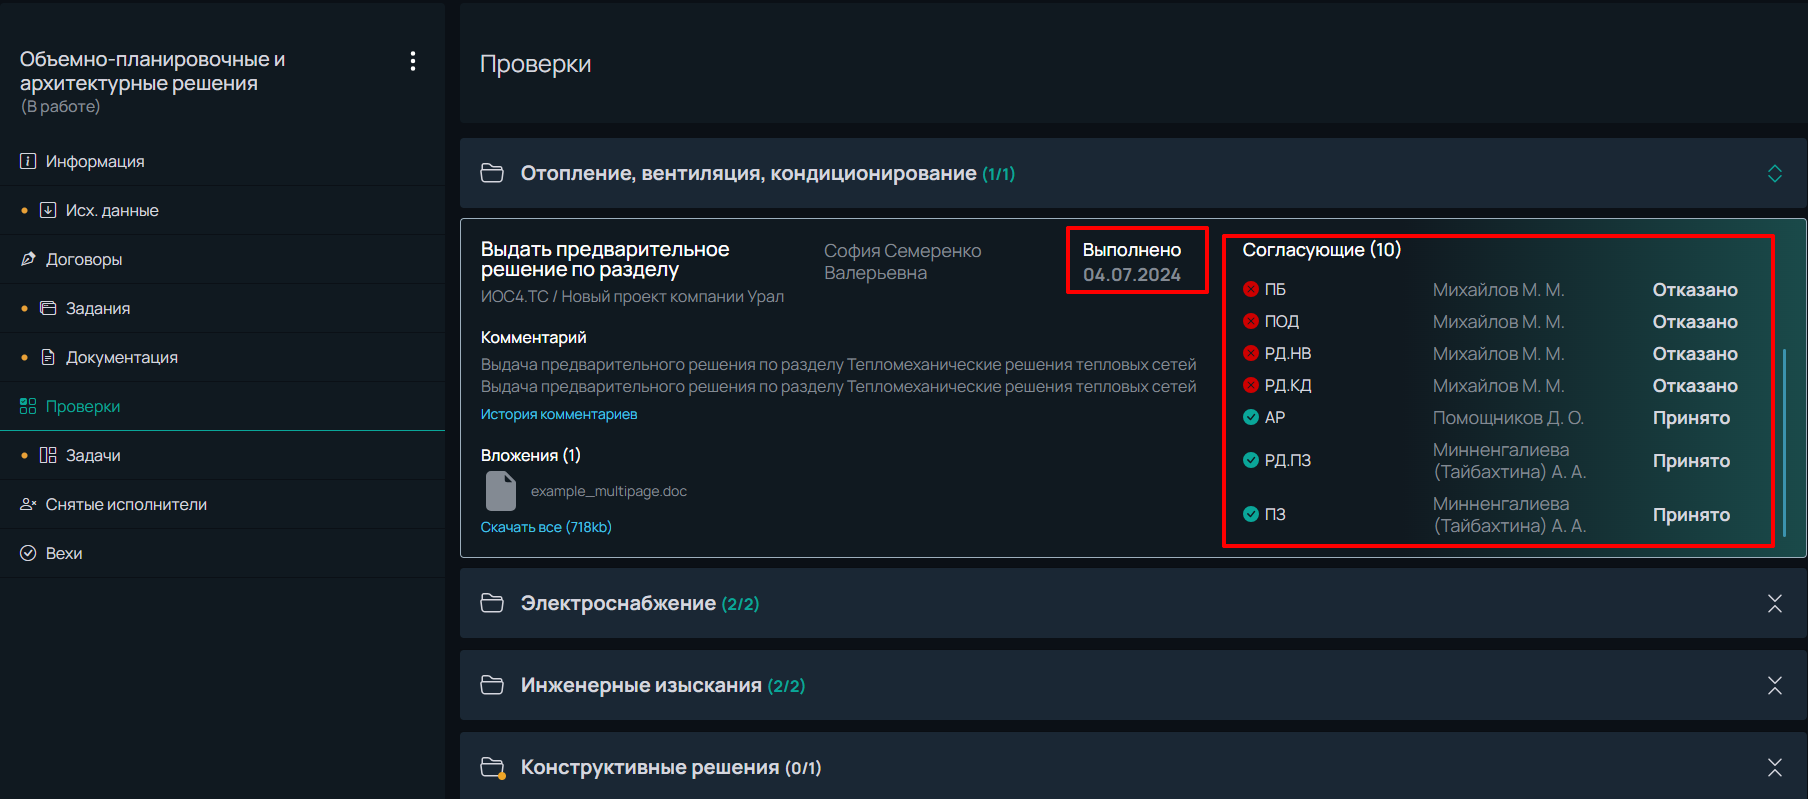 Объемно-планировочные и
архитектурные решения
(В работе)
Информация
Исх. данные
Договоры
Задания
Документация
Проверки
Задачи
Снятые исполнители
Вехи
Проверки
Отопление, вентиляция, кондиционирование (1/1)
Выдать предварительное
решение по разделу
ИОС4.ТС / Новый проект компании Урал
София Семеренко
Валерьевна
Выполнено
04.07.2024
Комментарий
Выдача предварительного решения по разделу Тепломеханические решения тепловых сетей
Выдача предварительного решения по разделу Тепломеханические решения тепловых сетей
История комментариев
Вложения (1)
example_multipage.doc
Скачать все (718kb)
Согласующие (10)
ПБ Михайлов М. М. Отказано
ПОД Михайлов М. М. Отказано
РД.НВ Михайлов М. М. Отказано
РД.КД Михайлов М. М. Отказано
АР Помощников Д. О. Принято
РД.ПЗ Минненгалиева
(Тайбахтина) А. А. Принято
ПЗ Минненгалиева
(Тайбахтина) А. А. Принято
Электроснабжение (2/2)
Инженерные изыскания (2/2)
Конструктивные решения (0/1)